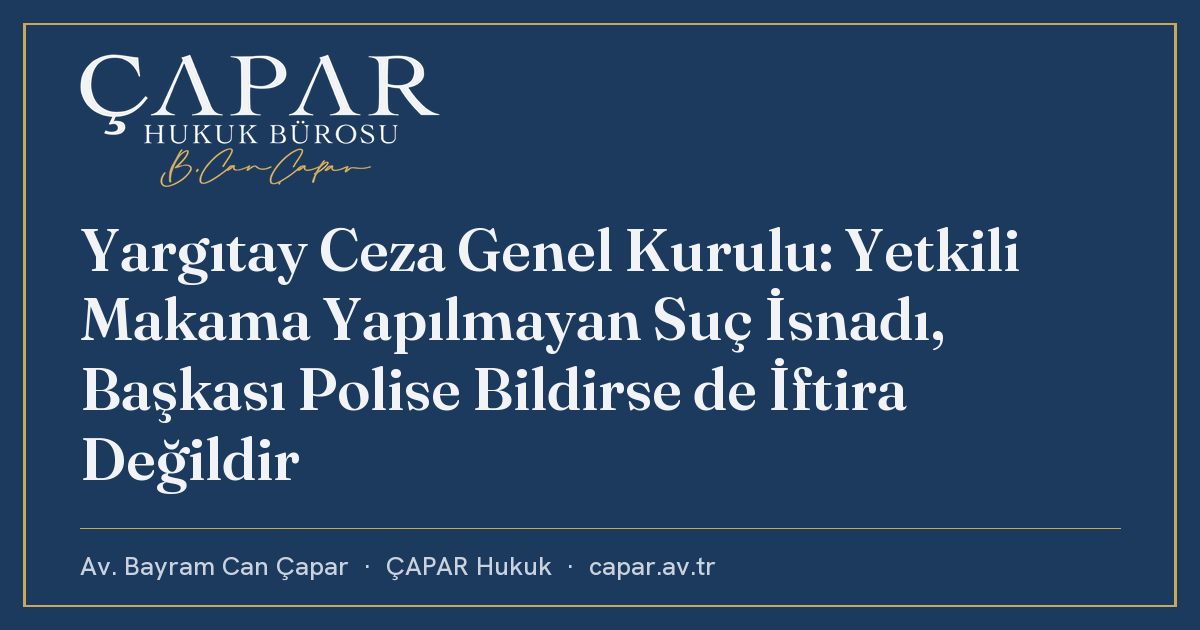 ÇAPAR
HUKUK BÜROSU
B.Can Çapar
Yargıtay Ceza Genel Kurulu: Yetkili
Makama Yapılmayan Suç İsnadı,
Başkası Polise Bildirse de İftira
Değildir
Av. Bayram Can Çapar · ÇAPAR Hukuk · capar.av.tr